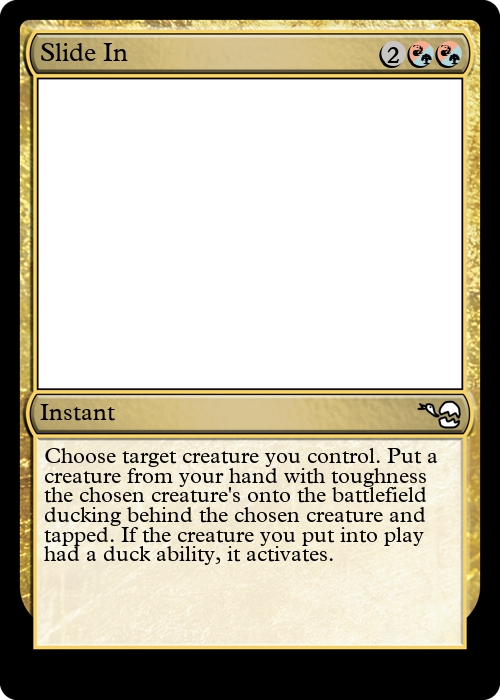 Slide In
2
Instant
Choose target creature you control. Put a
creature from your hand with toughness
the chosen creature's onto the battlefield
ducking behind the chosen creature and
tapped. If the creature you put into play
had a duck ability, it activates.